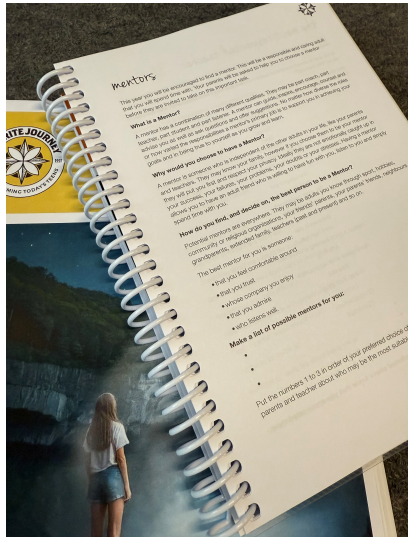 mentors
This year you will be encouraged to find a mentor. This will be a responsible and caring adult
that you will spend time with. Your parents will be asked to help you to choose a mentor
before they are invited to take on this important task.
What is a Mentor?
A mentor has a combination of many different qualities. They may be part coach, part
teacher, part student and part listener. A mentor can guide, inspire, encourage, counsel and
advise you as well as ask questions and offer suggestions. No matter how diverse the roles
or how varied the responsibilities a mentor's primary job is to support you in achieving your
goals and in being true to yourself as you grow and learn.
Why would you choose to have a Mentor?
A mentor is someone who is independent of the other adults in your life, like your parents
and teachers. They may know your family, however if you choose them to be your mentor
they will put you first and respect your privacy. Ideally they are not emotionally caught up in
your success, your failures, your problems, your doubts or your illness. Having a mentor
allows you to have an adult friend who is willing to have fun with you, listen to you and simply
spend time with you.
How do you find, and decide on, the best person to be a Mentor?
Potential mentors are everywhere. They may be adults you know through sport, hobbies,
community or religious organisations, your friends' parents, your parents' friends, neighbours
grandparents, extended family, teachers (past and present) and so on.
The best mentor for you is someone:
• that you feel comfortable around
• that you trust
• whose company you enjoy
• that you admire
• who listens well.
Make a list of possible mentors for you:
•
•
•
Put the numbers 1 to 3 in order of your preferred choice
parents and teacher about who may be the most
RITE JOURNEY
TODAY'S TEENS